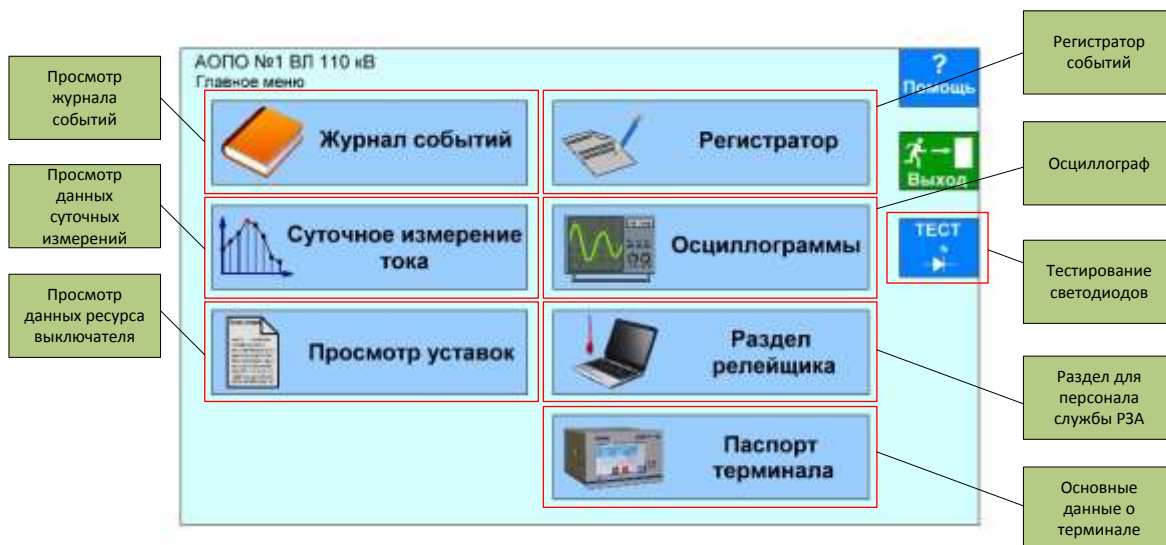 Просмотр
журнала
событий
Просмотр
данных
суточных
измерений
Просмотр
данных ресурса
выключателя
АОПО №1 ВЛ 110 кВ
Главное меню
Журнал событий
Регистратор
Суточное измерение
тока
Осциллограммы
Просмотр уставок
Раздел
релейщика
Паспорт
терминала
?
Помощь
Выход
ТЕСТ
Регистратор
событий
Осциллограф
Тестирование
светодиодов
Раздел для
персонала
службы РЗА
Основные
данные о
терминале